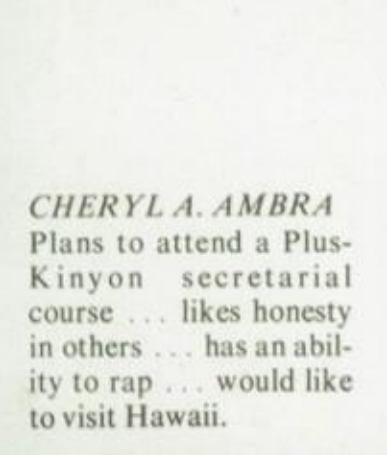 CHERYL A. AMBRA
Plans to attend a Plus-
Kinyon secretarial
course ... likes honesty
in others ... has an abil-
ity to rap ... would like
to visit Hawaii.